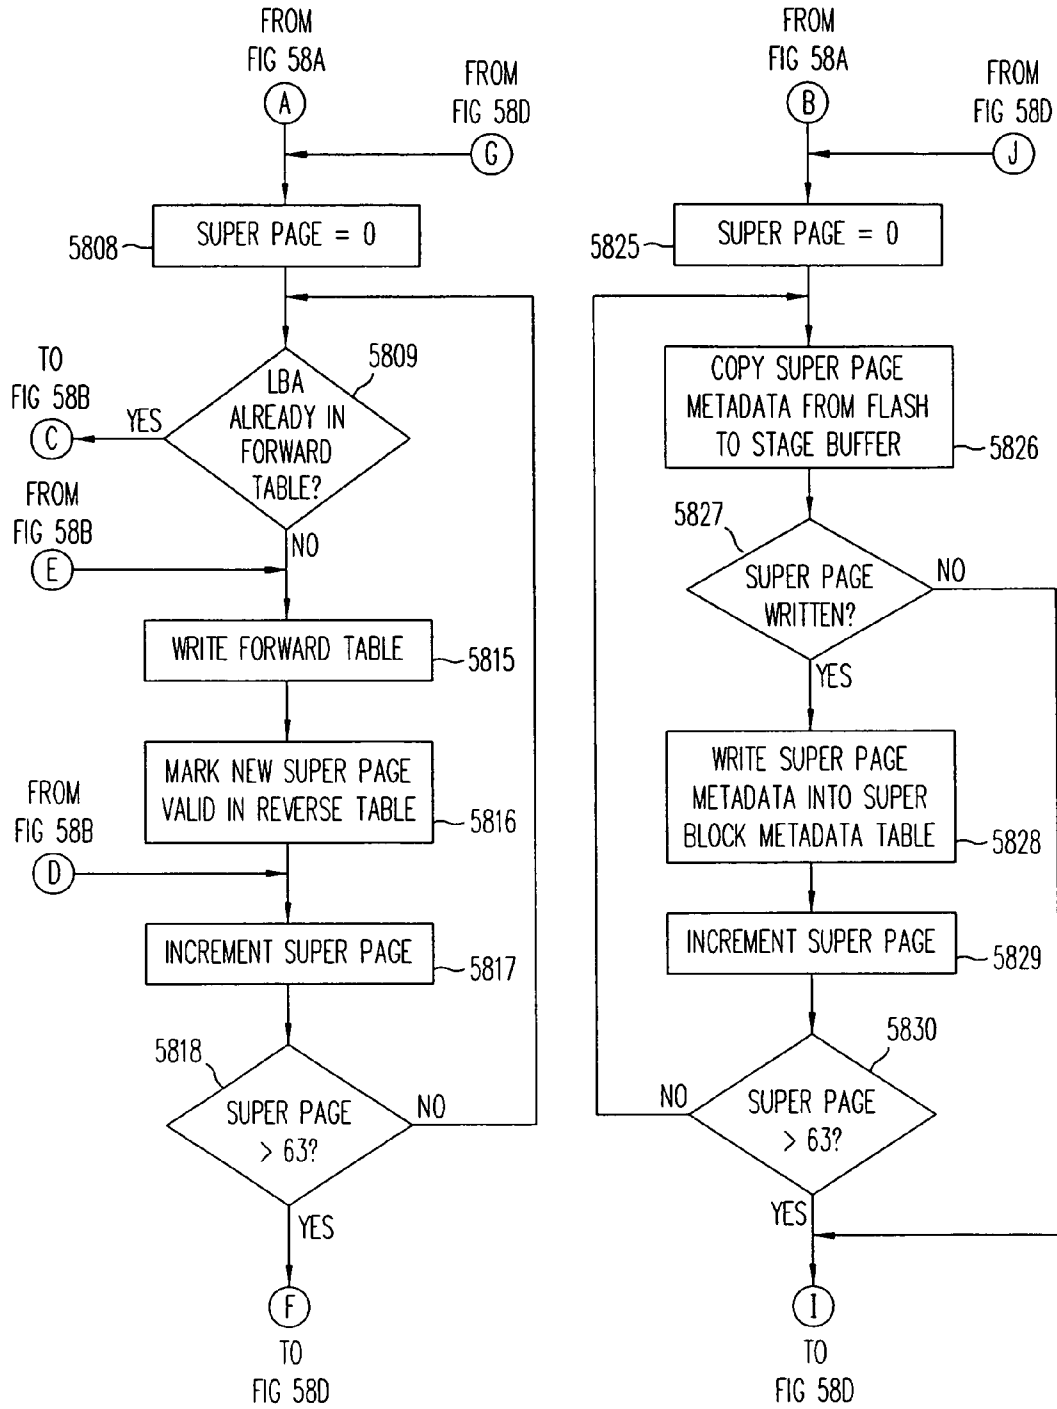 FROM
FIG 58A
A
FROM
FIG 58D
G
SUPER PAGE = 0
5808
5809
LBA
ALREADY IN
FORWARD
TABLE?
YES
TO
FIG 58B
C
NO
FROM
FIG 58B
E
WRITE FORWARD TABLE
5815
MARK NEW SUPER PAGE
VALID IN REVERSE TABLE
5816
FROM
FIG 58B
D
INCREMENT SUPER PAGE
5817
5818
SUPER PAGE
> 63?
NO
YES
F
TO
FIG 58D
FROM
FIG 58A
B
FROM
FIG 58D
J
SUPER PAGE = 0
5825
COPY SUPER PAGE
METADATA FROM FLASH
TO STAGE BUFFER
5826
5827
SUPER PAGE
WRITTEN?
NO
YES
WRITE SUPER PAGE
METADATA INTO SUPER
BLOCK METADATA TABLE
5828
INCREMENT SUPER PAGE
5829
5830
SUPER PAGE
> 63?
NO
YES
I
TO
FIG 58D